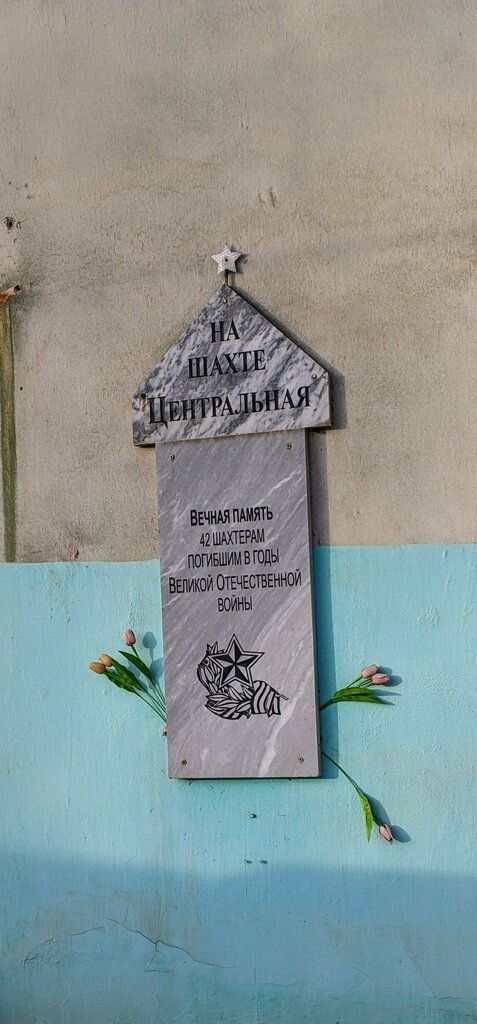 НА
ШАХТЕ
ЦЕНТРАЛЬНАЯ
ВЕЧНАЯ ПАМЯТЬ
42 ШАХТЕРАМ
ПОГИБШИМ В ГОДЫ
ВЕЛИКОЙ ОТЕЧЕСТВЕННОЙ
ВОЙНЫ